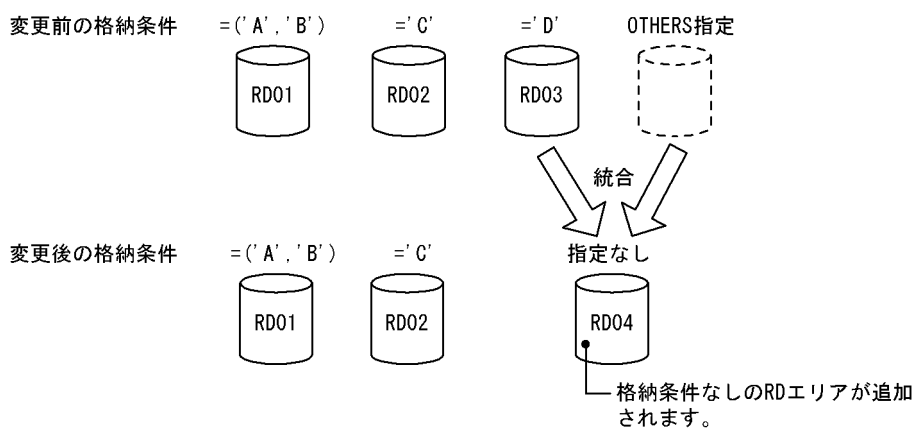 変更前の格納条件 =('A','B') ='C' ='D' OTHERS指定
RD01 RD02 RD03
統合
変更後の格納条件 =('A','B') ='C' 指定なし
RD01 RD02 RD04
格納条件なしのRDエリアが追加
されます。